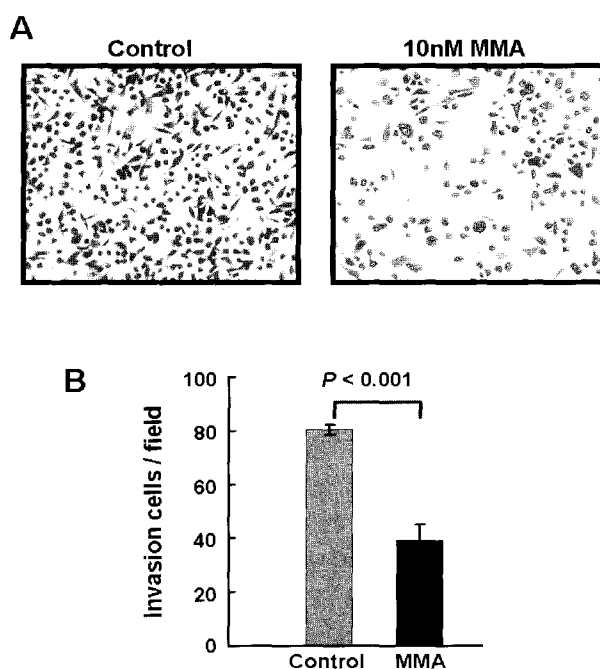 A
Control
10nM MMA
B
P < 0.001
Invasion cells / field
100
80
60
40
20
0
Control
MMA